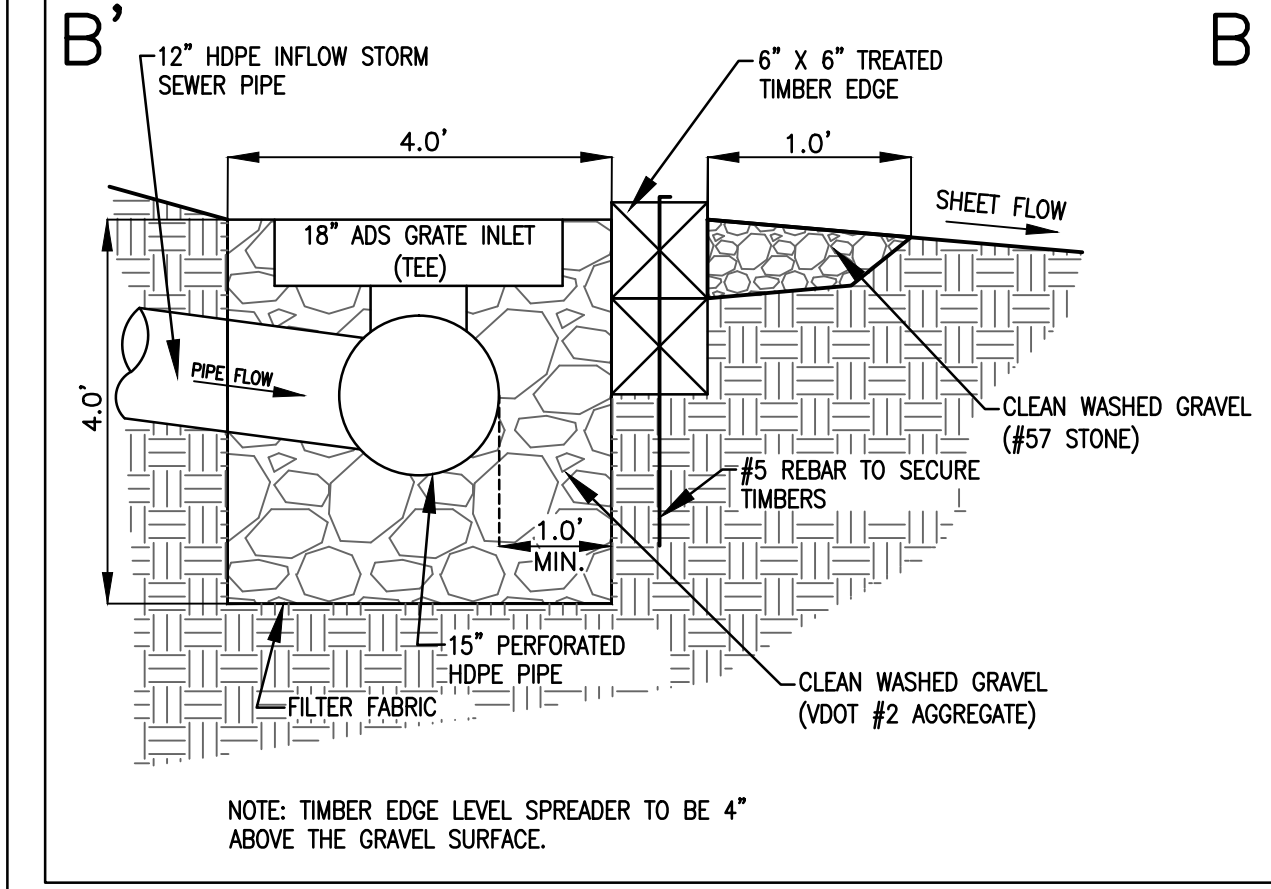 B’
B
12” HDPE INFLOW STORM
SEWER PIPE
6” X 6” TREATED
TIMBER EDGE
4.0’
1.0’
SHEET FLOW
18” ADS GRATE INLET
(TEE)
PIPE FLOW
4.0’
CLEAN WASHED GRAVEL
(#57 STONE)
#5 REBAR TO SECURE
TIMBERS
1.0’
MIN.
15” PERFORATED
HDPE PIPE
FILTER FABRIC
CLEAN WASHED GRAVEL
(VDOT #2 AGGREGATE)
NOTE: TIMBER EDGE LEVEL SPREADER TO BE 4”
ABOVE THE GRAVEL SURFACE.